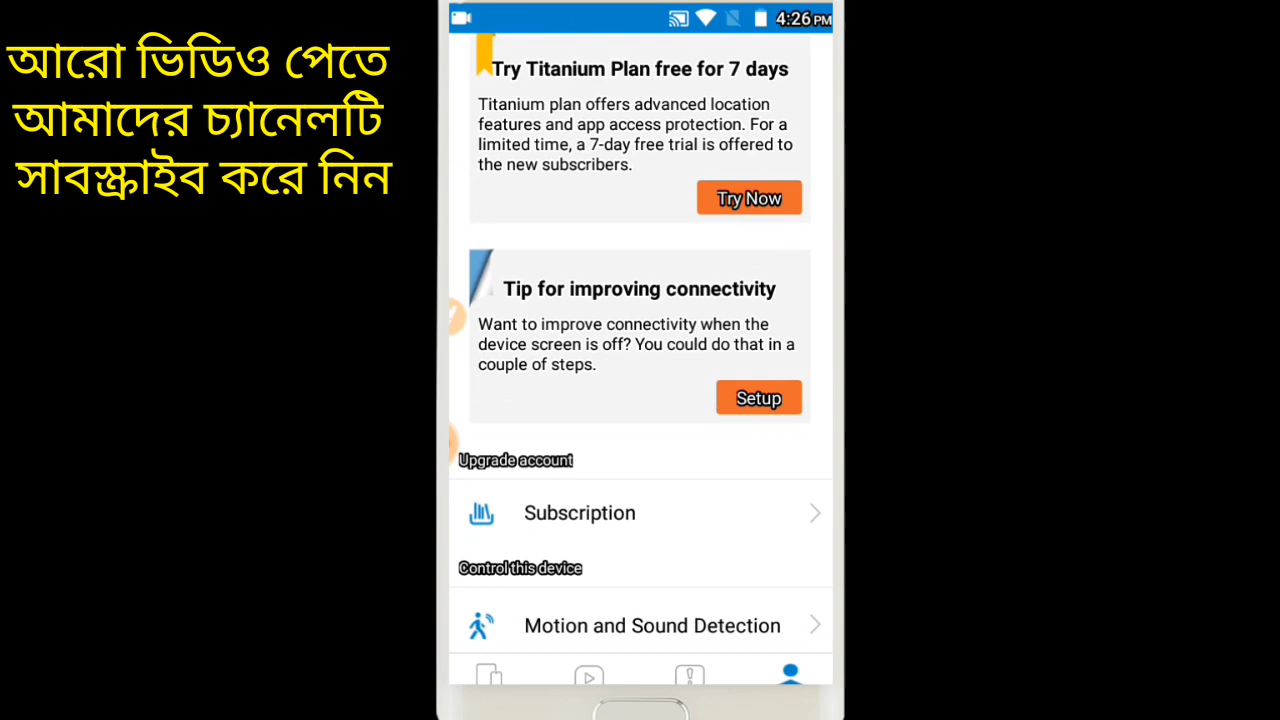 আরো ভিডিও পেতে
আমাদের চ্যানেলটি
সাবস্ক্রাইব করে নিন
4:26 PM
Try Titanium Plan free for 7 days
Titanium plan offers advanced location
features and app access protection. For a
limited time, a 7-day free trial is offered to
the new subscribers.
Try Now
Tip for improving connectivity
Want to improve connectivity when the
device screen is off? You could do that in a
couple of steps.
Setup
Upgrade account
Subscription
Control this device
Motion and Sound Detection